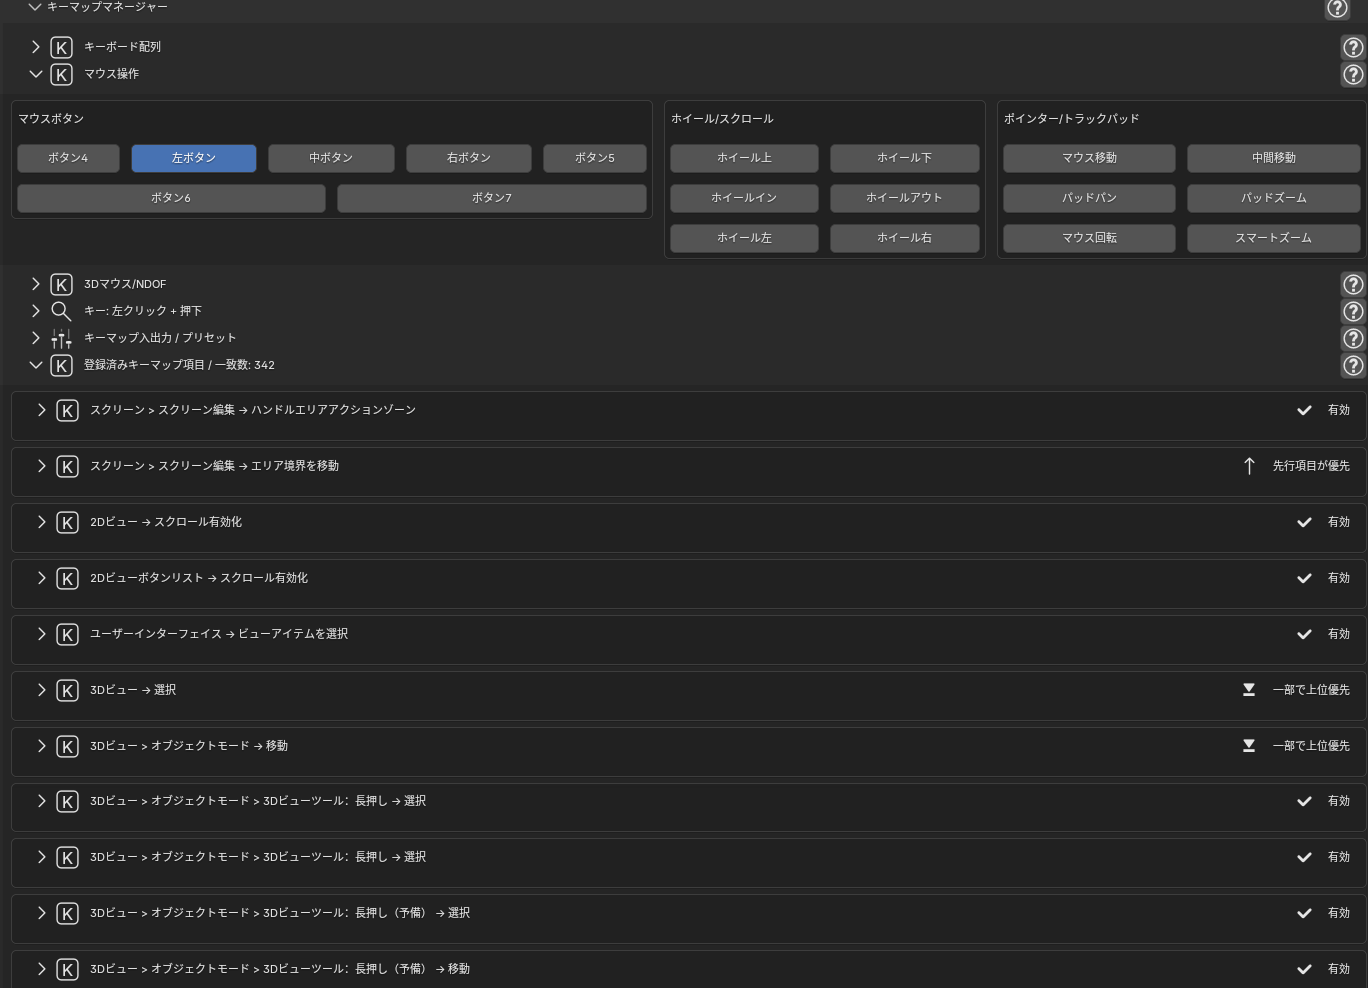 キーマップマネージャー
キーボード配列
マウス操作
マウスボタン
ボタン4 左ボタン 中ボタン 右ボタン ボタン5
ボタン6 ボタン7
ホイール/スクロール
ホイール上 ホイール下
ホイールイン ホイールアウト
ホイール左 ホイール右
ポインター/トラックパッド
マウス移動 中間移動
パッドパン パッドズーム
マウス回転 スマートズーム
3Dマウス/NDOF
キー: 左クリック + 押下
キーマップ入出力 / プリセット
登録済みキーマップ項目 / 一致数: 342
スクリーン > スクリーン編集 → ハンドルエリアアクションゾーン 有効
スクリーン > スクリーン編集 → エリア境界を移動 先行項目が優先
2Dビュー → スクロール有効化 有効
2Dビューボタンリスト → スクロール有効化 有効
ユーザーインターフェイス → ビューアイテムを選択 有効
3Dビュー → 選択 一部で上位優先
3Dビュー > オブジェクトモード → 移動 一部で上位優先
3Dビュー > オブジェクトモード > 3Dビューツール：長押し → 選択 有効
3Dビュー > オブジェクトモード > 3Dビューツール：長押し → 選択 有効
3Dビュー > オブジェクトモード > 3Dビューツール：長押し（予備） → 選択 有効
3Dビュー > オブジェクトモード > 3Dビューツール：長押し（予備） → 移動 有効